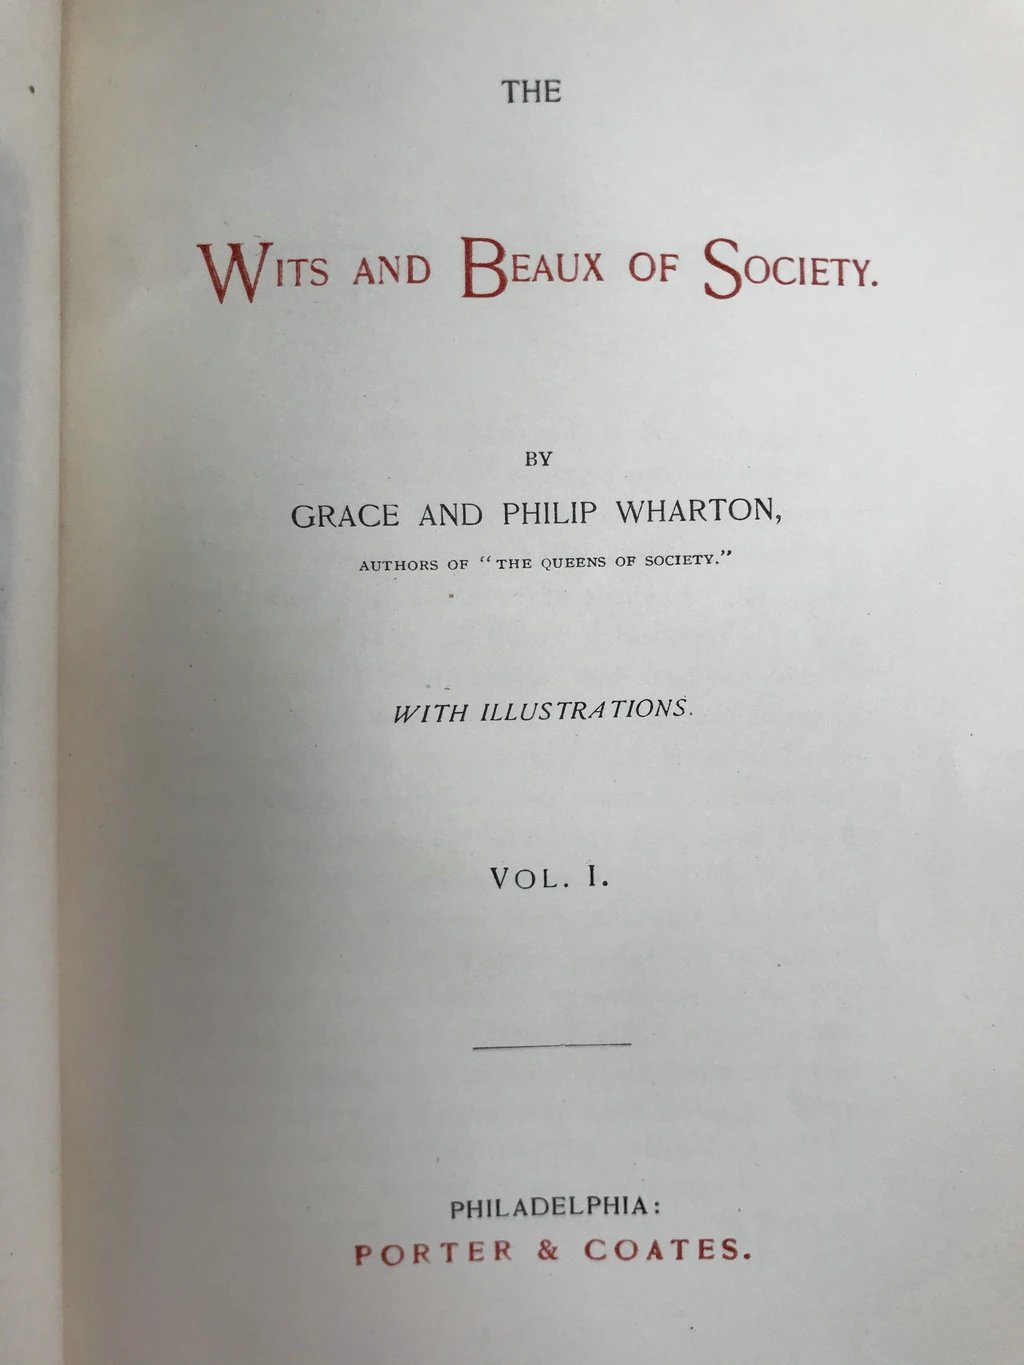 THE
WITS AND BEAUX OF SOCIETY.
BY
GRACE AND PHILIP WHARTON,
AUTHORS OF "THE QUEENS OF SOCIETY."
WITH ILLUSTRATIONS.
VOL. I.
PHILADELPHIA:
PORTER & COATES.